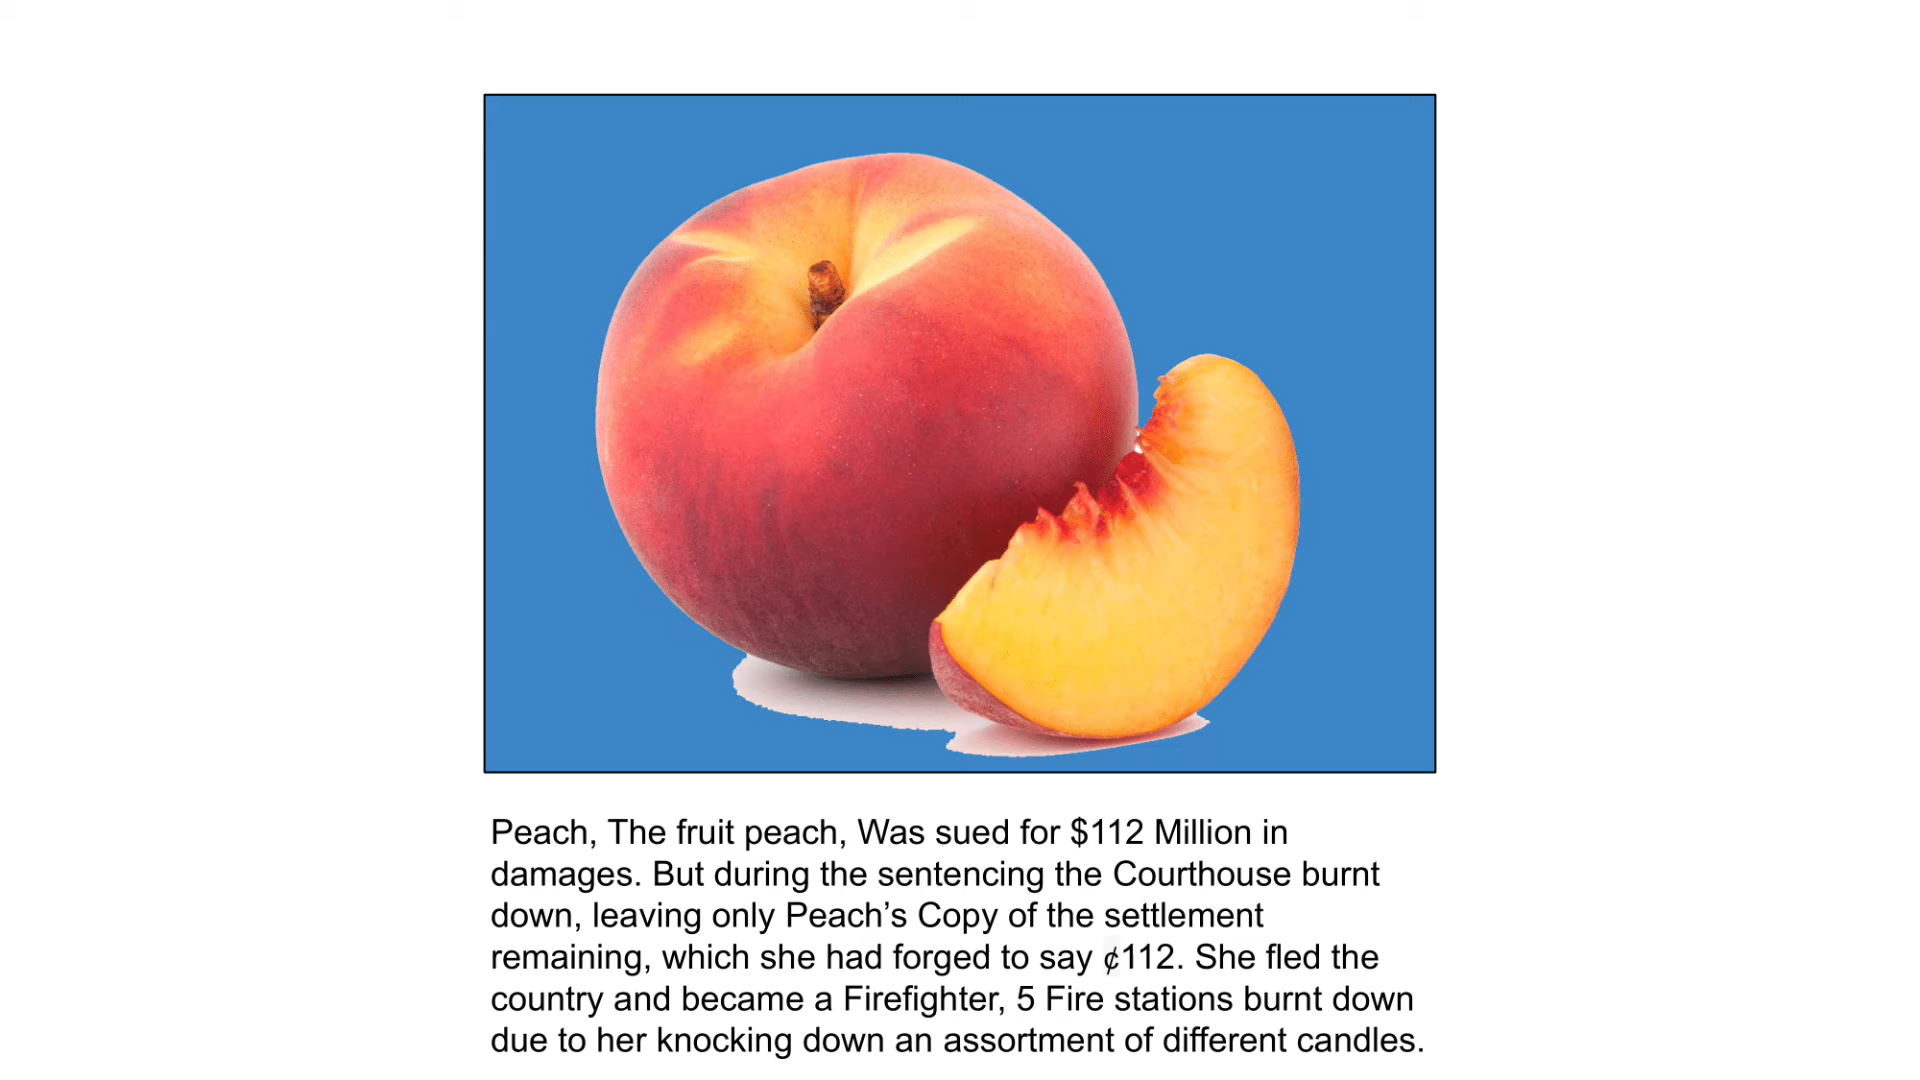 Peach, The fruit peach, Was sued for $112 Million in
damages. But during the sentencing the Courthouse burnt
down, leaving only Peach’s Copy of the settlement
remaining, which she had forged to say ¢112. She fled the
country and became a Firefighter, 5 Fire stations burnt down
due to her knocking down an assortment of different candles.